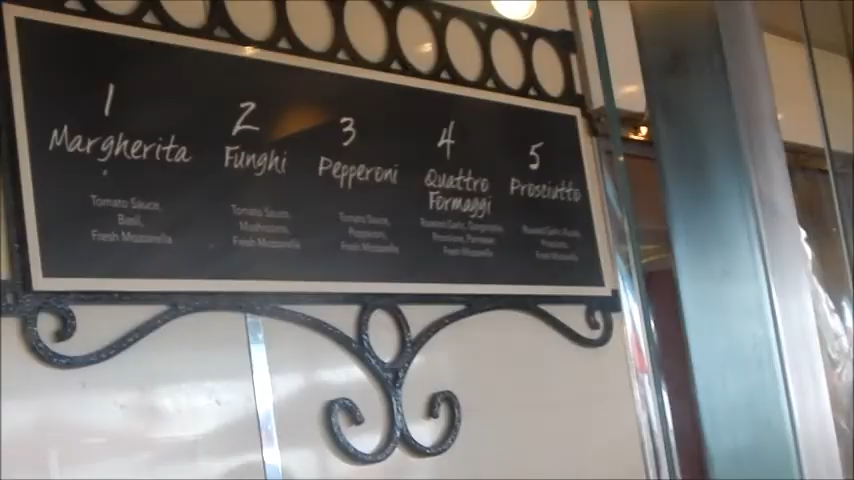 1
Margherita
Tomato Sauce,
Basil,
Fresh Mozzarella
2
Funghi
Tomato Sauce,
Mushrooms,
Fresh Mozzarella
3
Pepperoni
Tomato Sauce,
Pepperoni,
Fresh Mozzarella
4
Quattro
Formaggi
Fresh Mozzarella
5
Prosciutto
Fresh Mozzarella